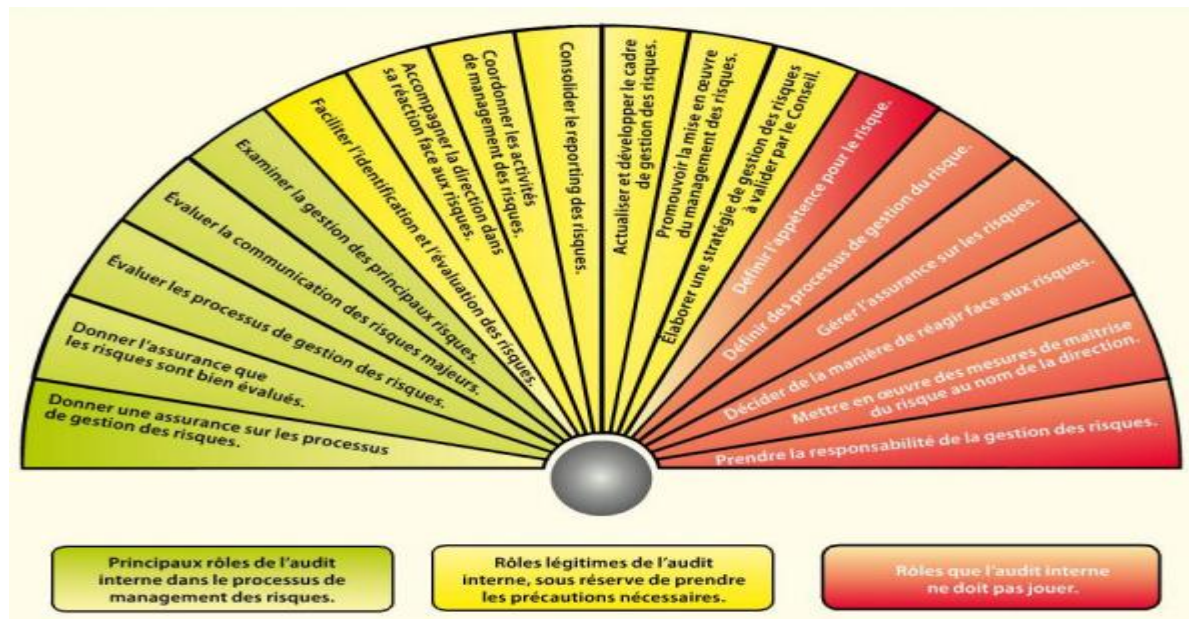 Donner une assurance sur les processus
de gestion des risques.
Donner l'assurance que
les risques sont bien évalués.
Évaluer les processus de gestion des risques.
Évaluer la communication des risques majeurs.
Examiner la gestion des principaux risques.
Faciliter l'identification et l'évaluation des risques.
Accompagner la direction dans
sa réaction face aux risques.
Coordonner les activités
de management des risques.
Consolider le reporting des risques.
Actualiser et développer le cadre
de gestion des risques.
Promouvoir la mise en œuvre
du management des risques.
Élaborer une stratégie de gestion des risques
à valider par le Conseil.
Définir l'appétence pour le risque.
Définir des processus de gestion du risque.
Gérer l'assurance sur les risques.
Décider de la manière de réagir face aux risques.
Mettre en œuvre des mesures de maîtrise
du risque au nom de la direction.
Prendre la responsabilité de la gestion des risques.
Principaux rôles de l'audit
interne dans le processus de
management des risques.
Rôles légitimes de l'audit
interne, sous réserve de prendre
les précautions nécessaires.
Rôles que l'audit interne
ne doit pas jouer.